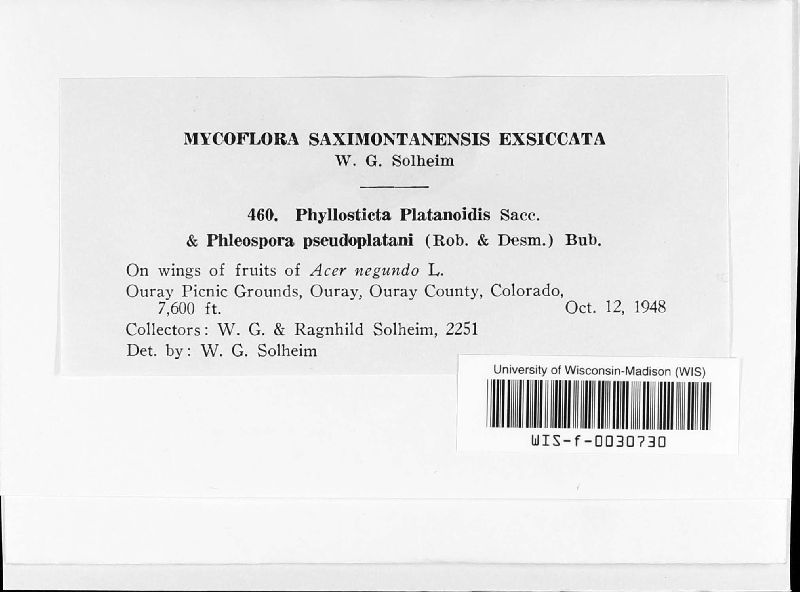 MYCOFLORA SAXIMONTANENSIS EXSICCATA
W. G. Solheim
460. Phyllosticta Platanoidis Sacc.
& Phleospora pseudoplatani (Rob. & Desm.) Bub.
On wings of fruits of Acer negundo L.
Ouray Picnic Grounds, Ouray, Ouray County, Colorado,
7,600 ft. Oct. 12, 1948
Collectors: W. G. & Ragnhild Solheim, 2251
Det. by: W. G. Solheim
University of Wisconsin-Madison (WIS)
WIS-f-0030730